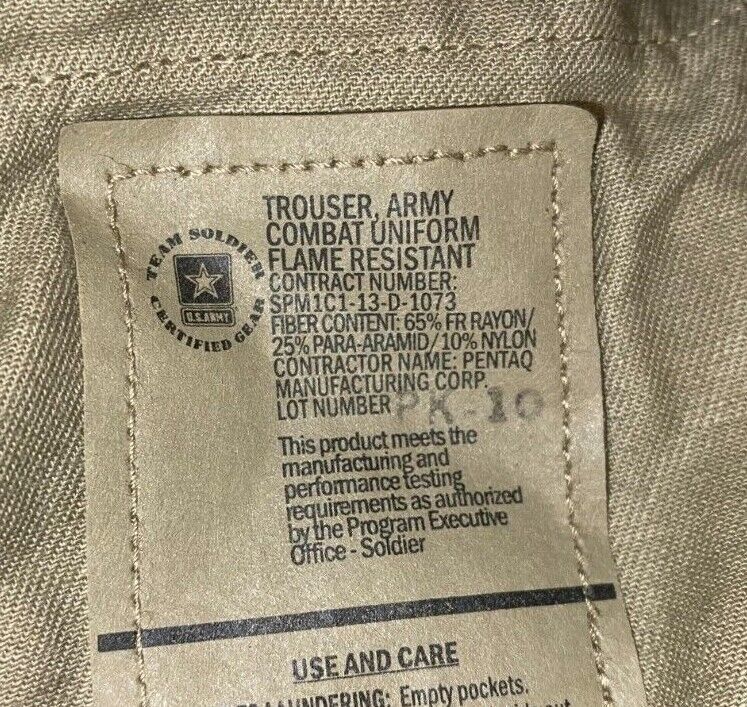 TEAM SOLDIER
U.S.ARMY
CERTIFIED GEAR
TROUSER, ARMY
COMBAT UNIFORM
FLAME RESISTANT
CONTRACT NUMBER:
SPM1C1-13-D-1073
FIBER CONTENT: 65% FR RAYON/
25% PARA-ARAMID/10% NYLON
CONTRACTOR NAME: PENTAQ
MANUFACTURING CORP.
LOT NUMBER PK-10
This product meets the
manufacturing and
performance testing
requirements as authorized
by the Program Executive
Office - Soldier
USE AND CARE
LAUNDERING: Empty pockets.